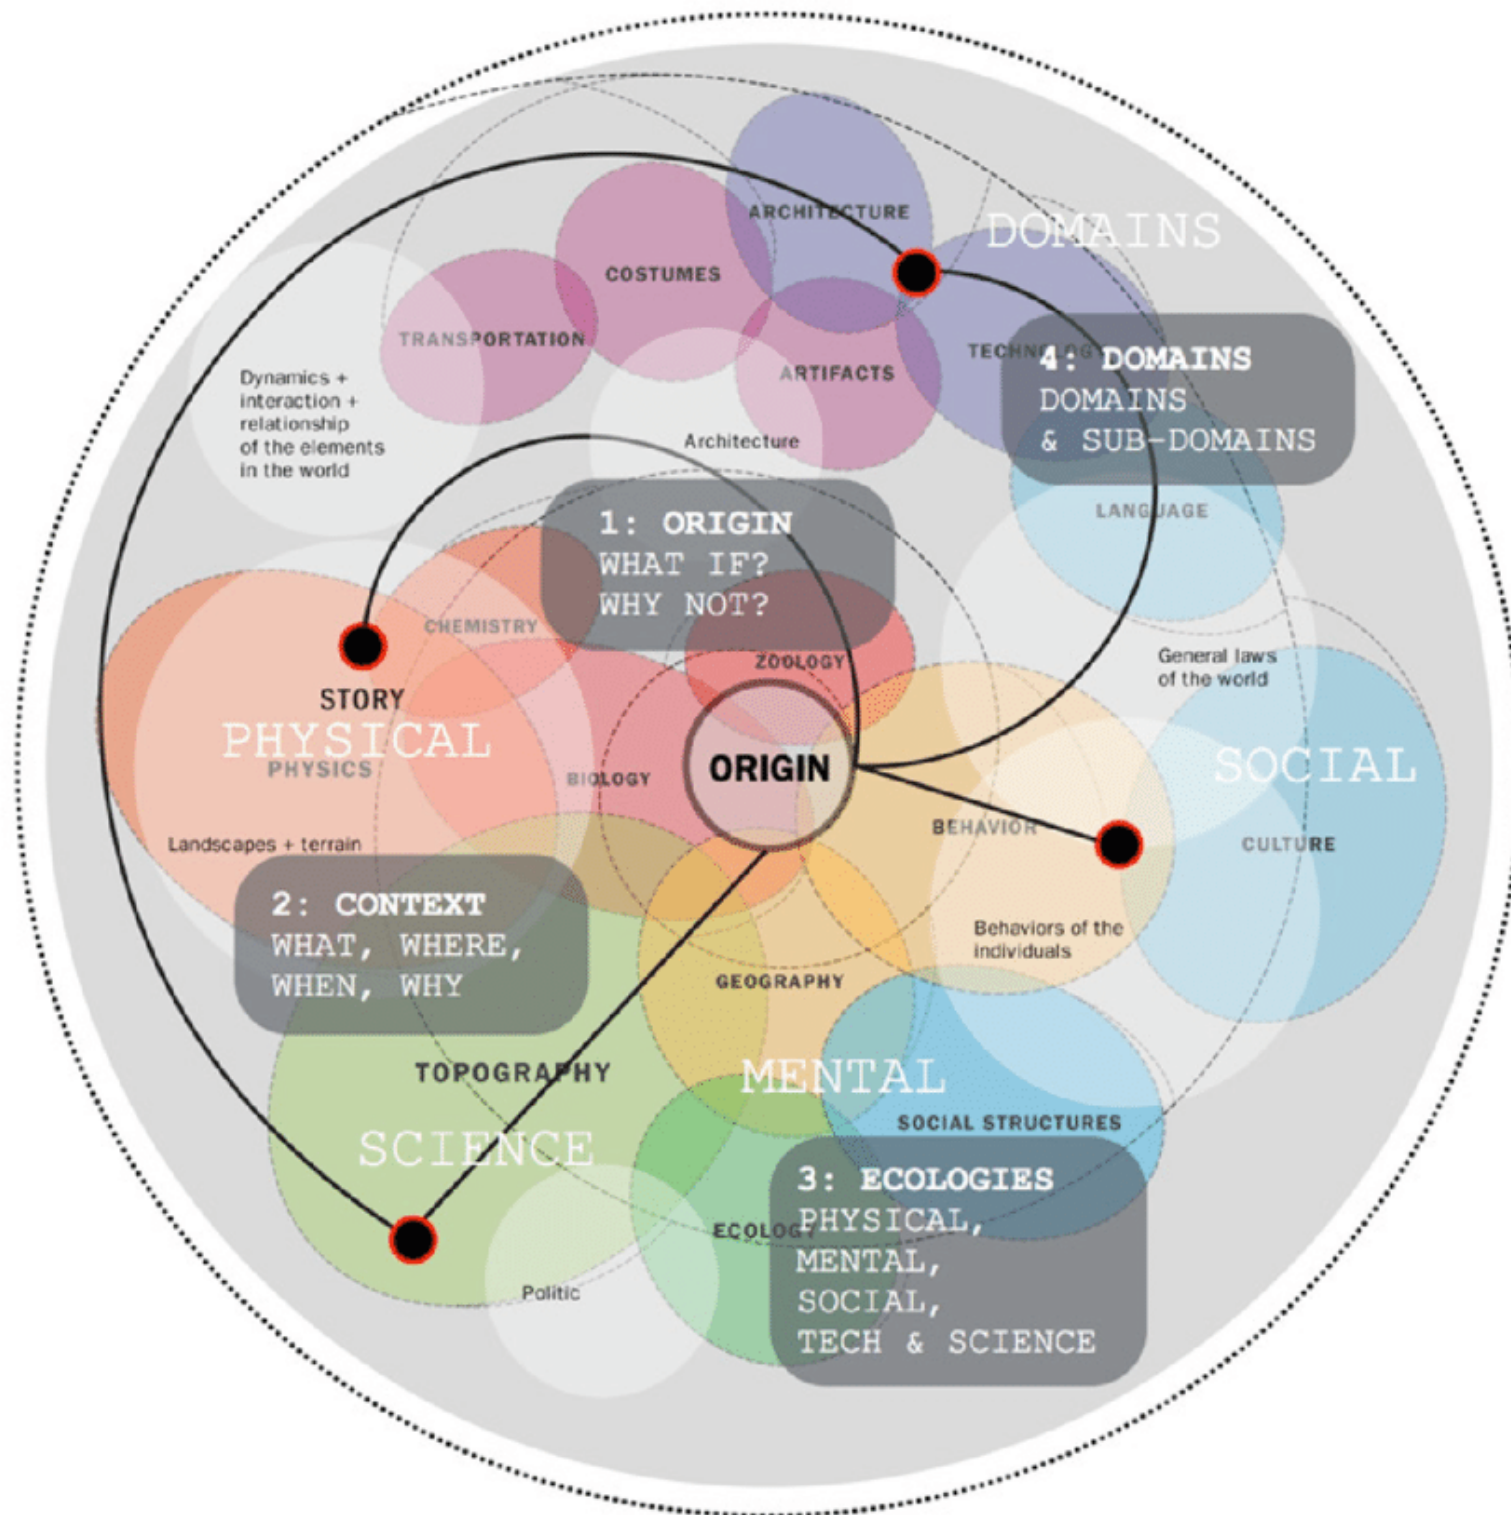 ARCHITECTURE
DOMAINS
COSTUMES
TRANSPORTATION
TECHNOLOGY
ARTIFACTS
4: DOMAINS
DOMAINS
& SUB-DOMAINS
Dynamics +
interaction +
relationship
of the elements
in the world
Architecture
LANGUAGE
1: ORIGIN
WHAT IF?
WHY NOT?
CHEMISTRY
ZOOLOGY
General laws
of the world
STORY
PHYSICAL
PHYSICS
BIOLOGY
ORIGIN
SOCIAL
BEHAVIOR
CULTURE
Landscapes + terrain
2: CONTEXT
WHAT, WHERE,
WHEN, WHY
Behaviors of the
individuals
GEOGRAPHY
TOPOGRAPHY
MENTAL
SOCIAL STRUCTURES
SCIENCE
3: ECOLOGIES
PHYSICAL,
MENTAL,
SOCIAL,
TECH & SCIENCE
ECOLOGY
Politic